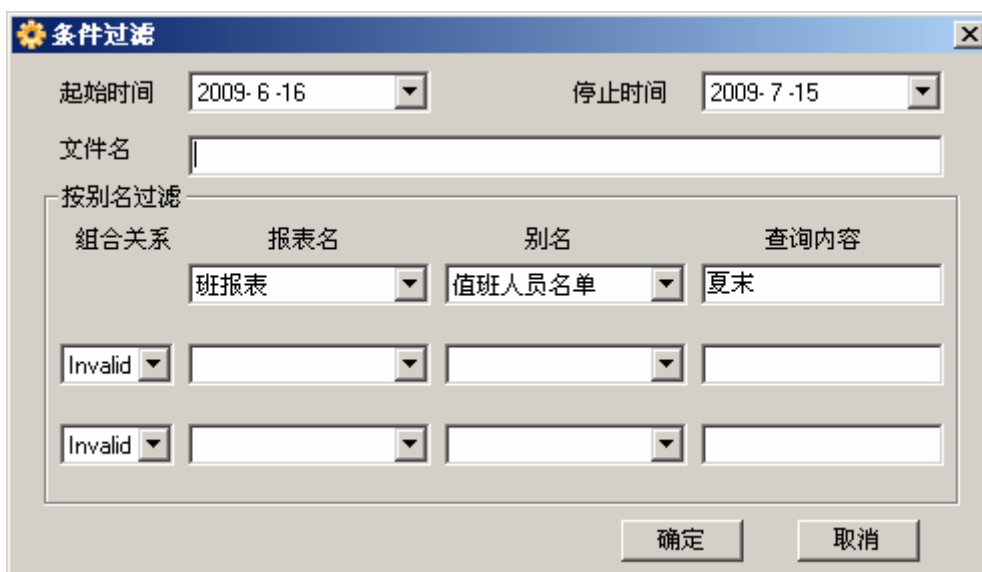 条件过滤
起始时间 2009- 6 -16 停止时间 2009- 7 -15
文件名
按别名过滤
组合关系 报表名 别名 查询内容
班报表 值班人员名单 夏末
Invalid
Invalid
确定 取消